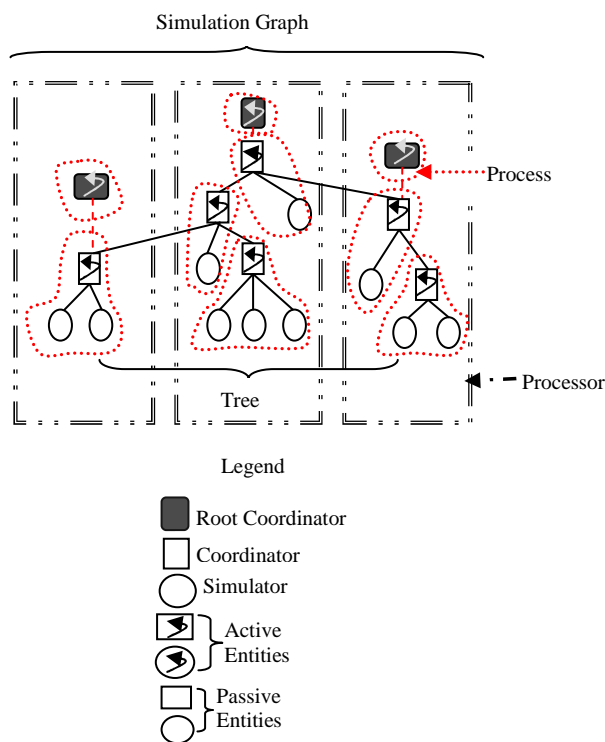 Simulation Graph
Process
Processor
Tree
Legend
Root Coordinator
Coordinator
Simulator
Active
Entities
Passive
Entities